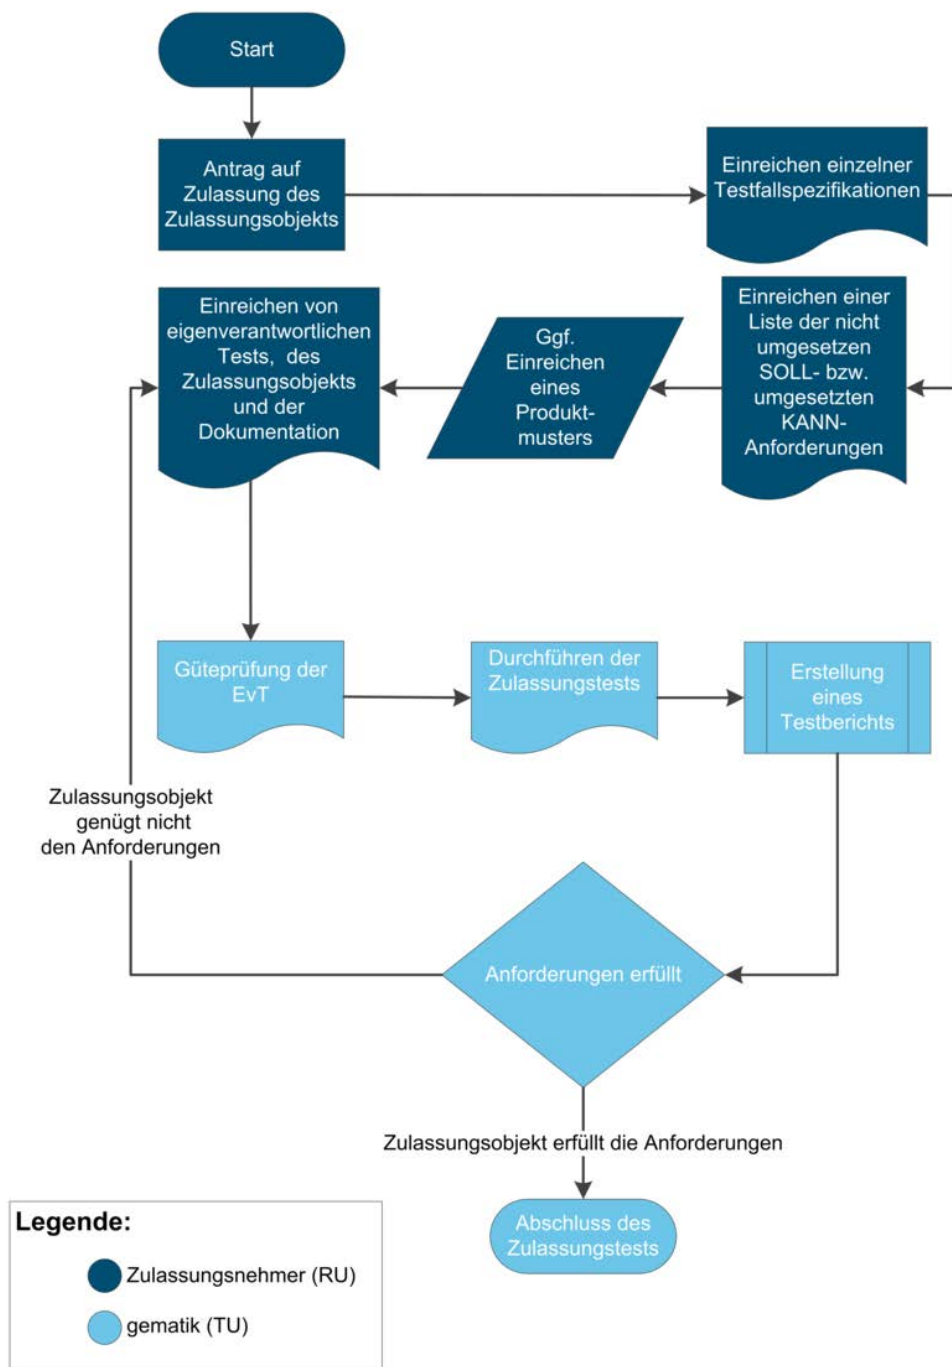 Start
Antrag auf
Zulassung des
Zulassungsobjekts
Einreichen einzelner
Testfallspezifikationen
Einreichen einer
Liste der nicht
umgesetzen
SOLL- bzw.
umgesetzten
KANN-
Anforderungen
Ggf.
Einreichen
eines
Produkt-
musters
Einreichen von
eigenverantwortlichen
Tests, des
Zulassungsobjekts
und der
Dokumentation
Güteprüfung der
EvT
Durchführen der
Zulassungstests
Erstellung
eines
Testberichts
Anforderungen erfüllt
Zulassungsobjekt
genügt nicht
den Anforderungen
Zulassungsobjekt erfüllt die Anforderungen
Abschluss des
Zulassungstests
Legende:
Zulassungsnehmer (RU)
gematik (TU)